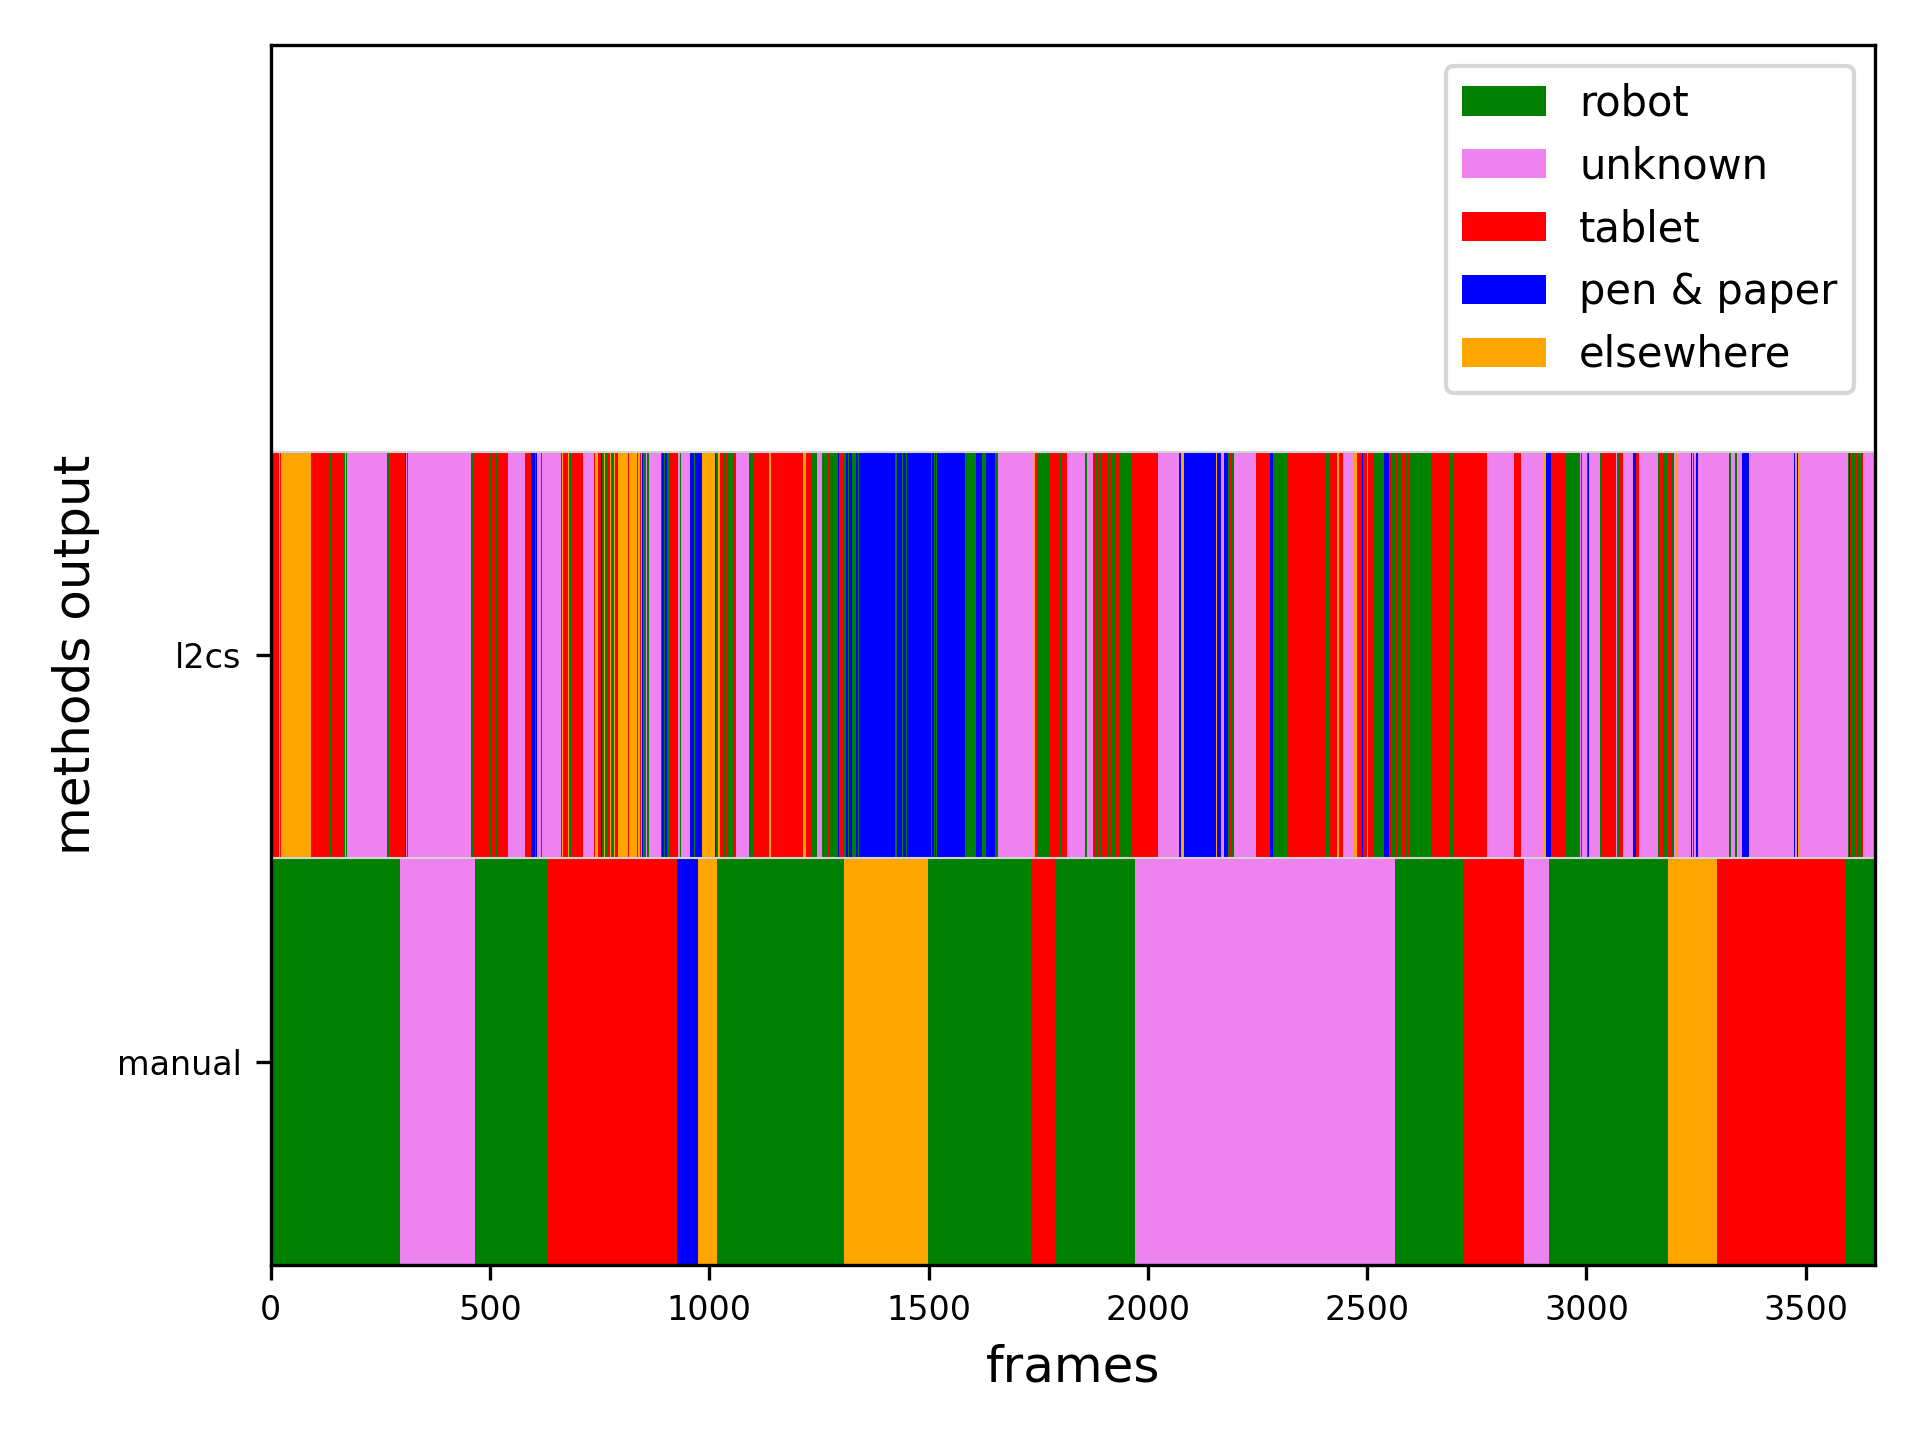 robot
unknown
tablet
pen & paper
elsewhere
methods output
l2cs
manual
0 500 1000 1500 2000 2500 3000 3500
frames